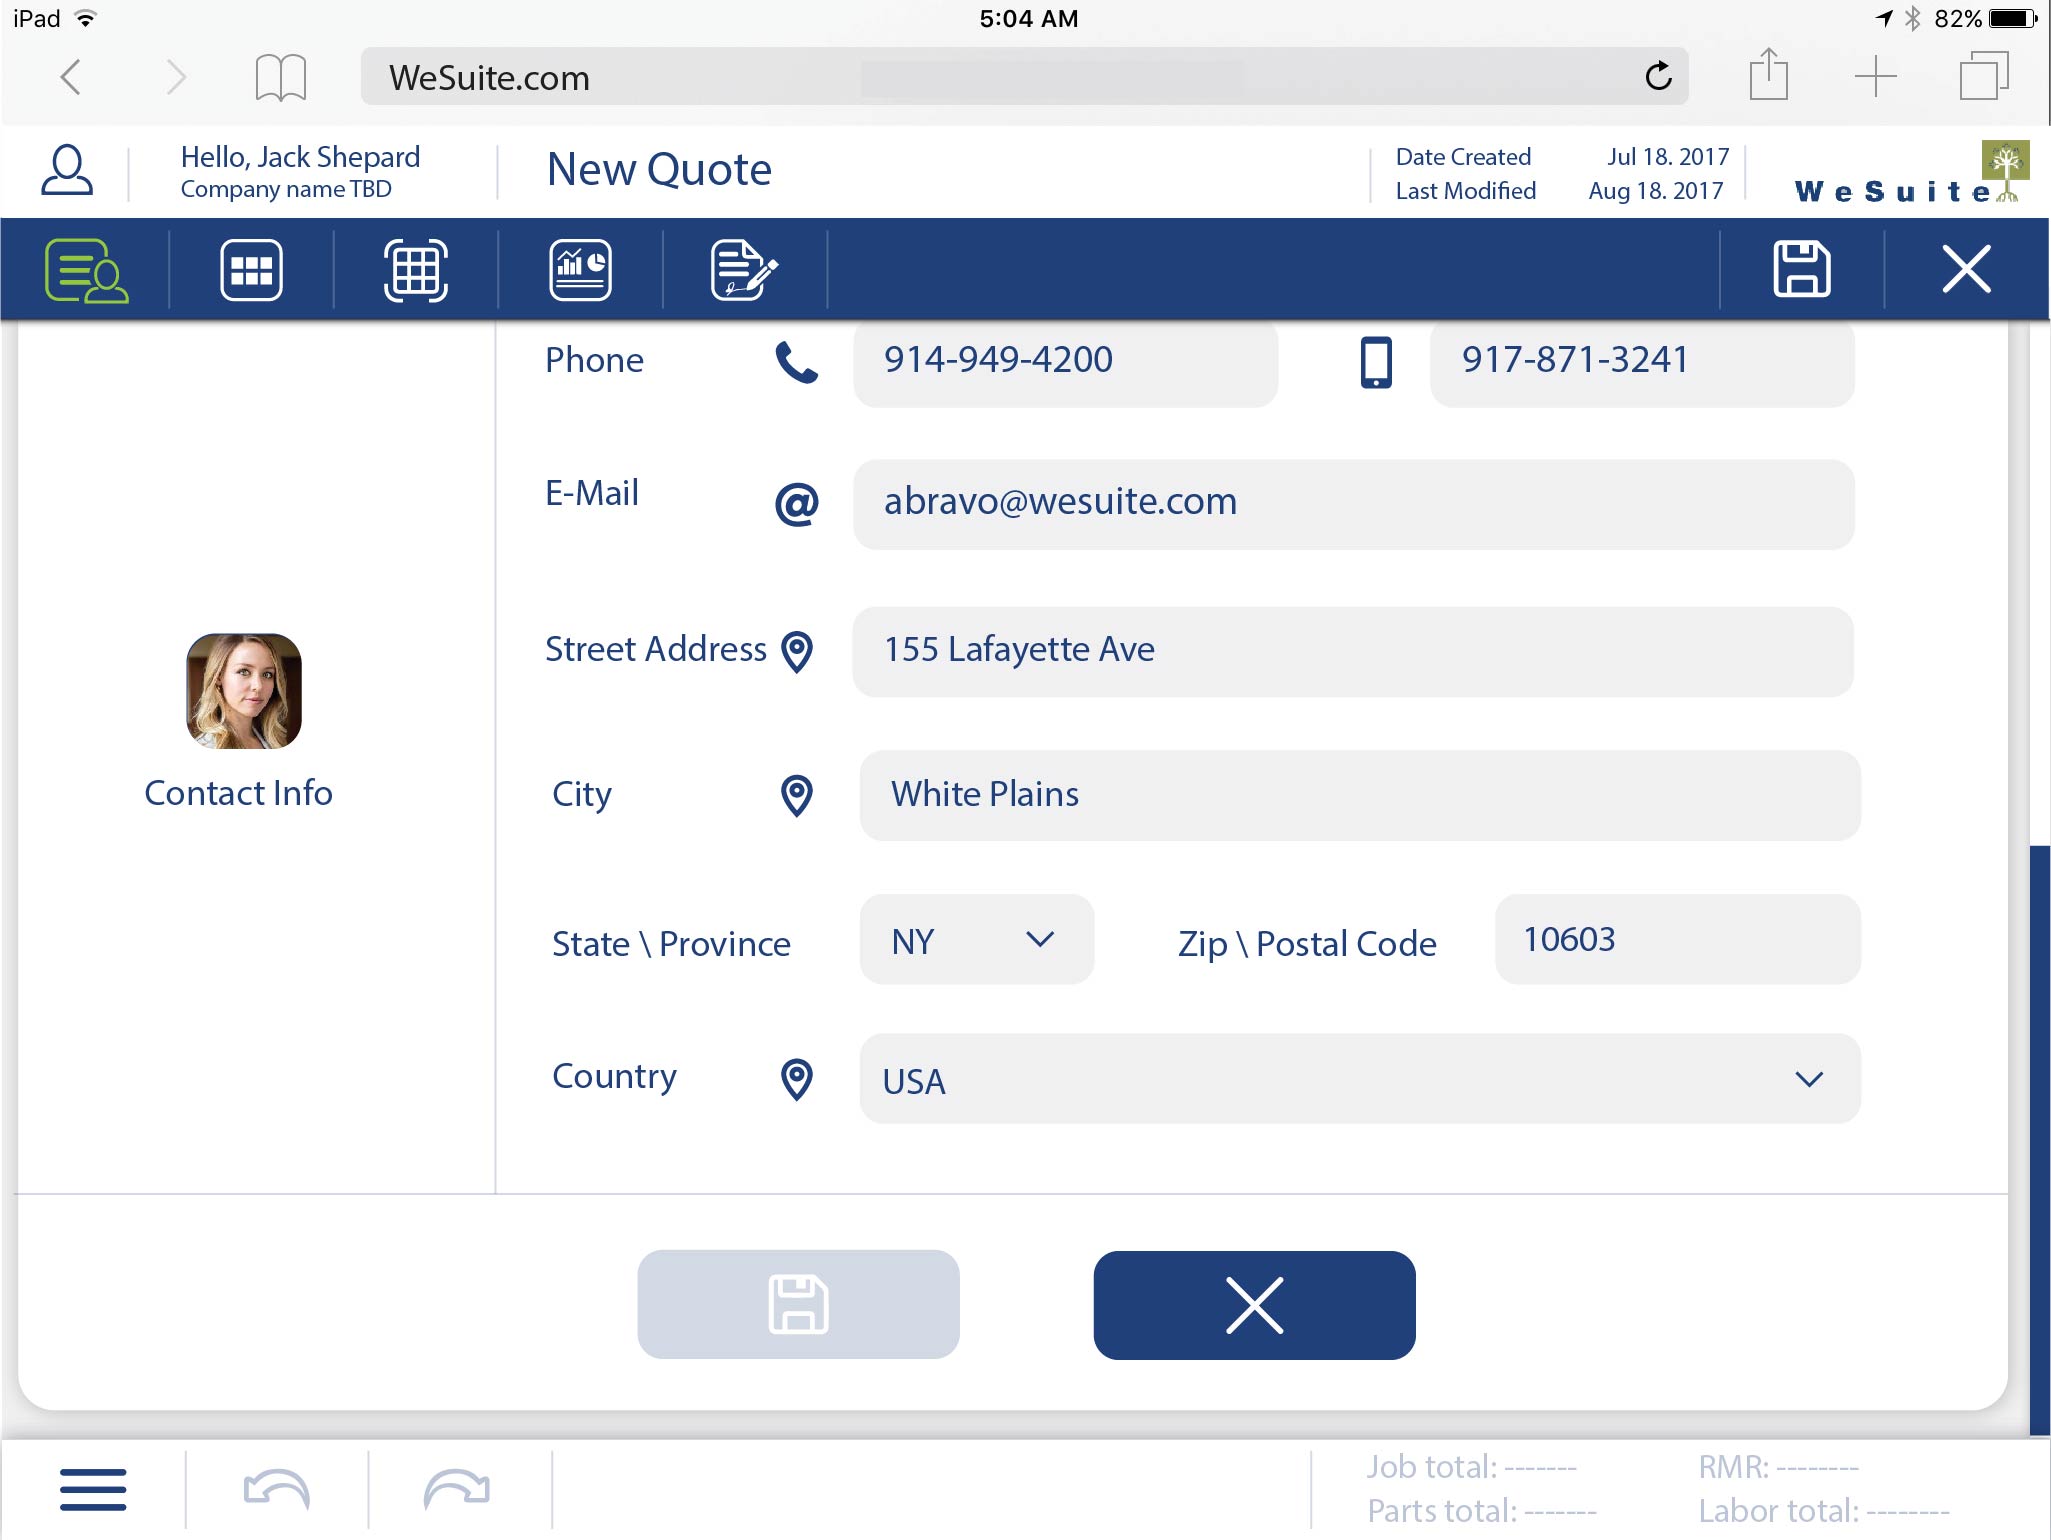 iPad 5:04 AM 82%
WeSuite.com
Hello, Jack Shepard
Company name TBD
New Quote
Date Created Jul 18. 2017
Last Modified Aug 18. 2017
WeSuite
Phone 914-949-4200 917-871-3241
E-Mail @ abravo@wesuite.com
Street Address 155 Lafayette Ave
Contact Info
City White Plains
State \ Province NY Zip \ Postal Code 10603
Country USA
Job total: ------- RMR: --------
Parts total: ------- Labor total: --------